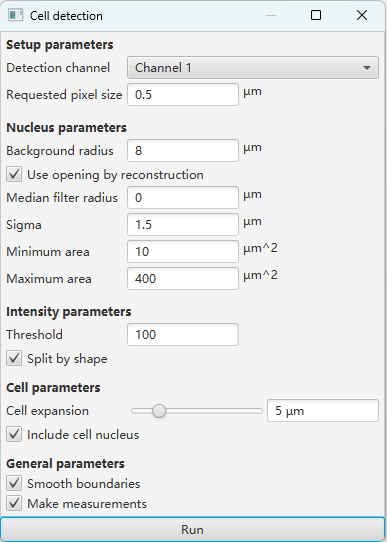 Cell detection
Setup parameters
Detection channel Channel 1
Requested pixel size 0.5 µm
Nucleus parameters
Background radius 8 µm
Use opening by reconstruction
Median filter radius 0 µm
Sigma 1.5 µm
Minimum area 10 µm^2
Maximum area 400 µm^2
Intensity parameters
Threshold 100
Split by shape
Cell parameters
Cell expansion 5 µm
Include cell nucleus
General parameters
Smooth boundaries
Make measurements
Run